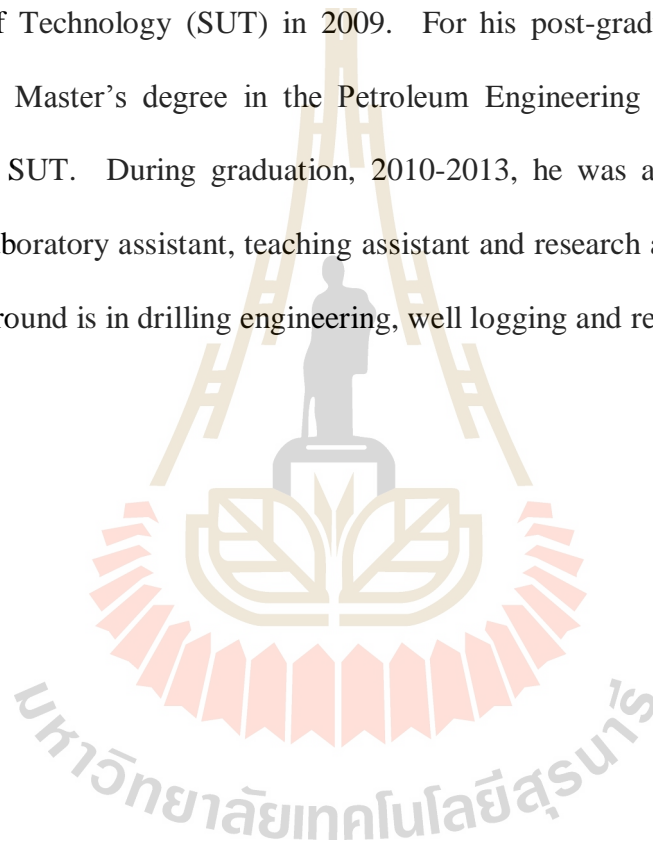 f Technology (SUT) in 2009. For his post-grad
Master's degree in the Petroleum Engineering
SUT. During graduation, 2010-2013, he was a
boratory assistant, teaching assistant and research a
round is in drilling engineering, well logging and re
มหาวิทยาลัยเทคโนโลยีสุรนารี